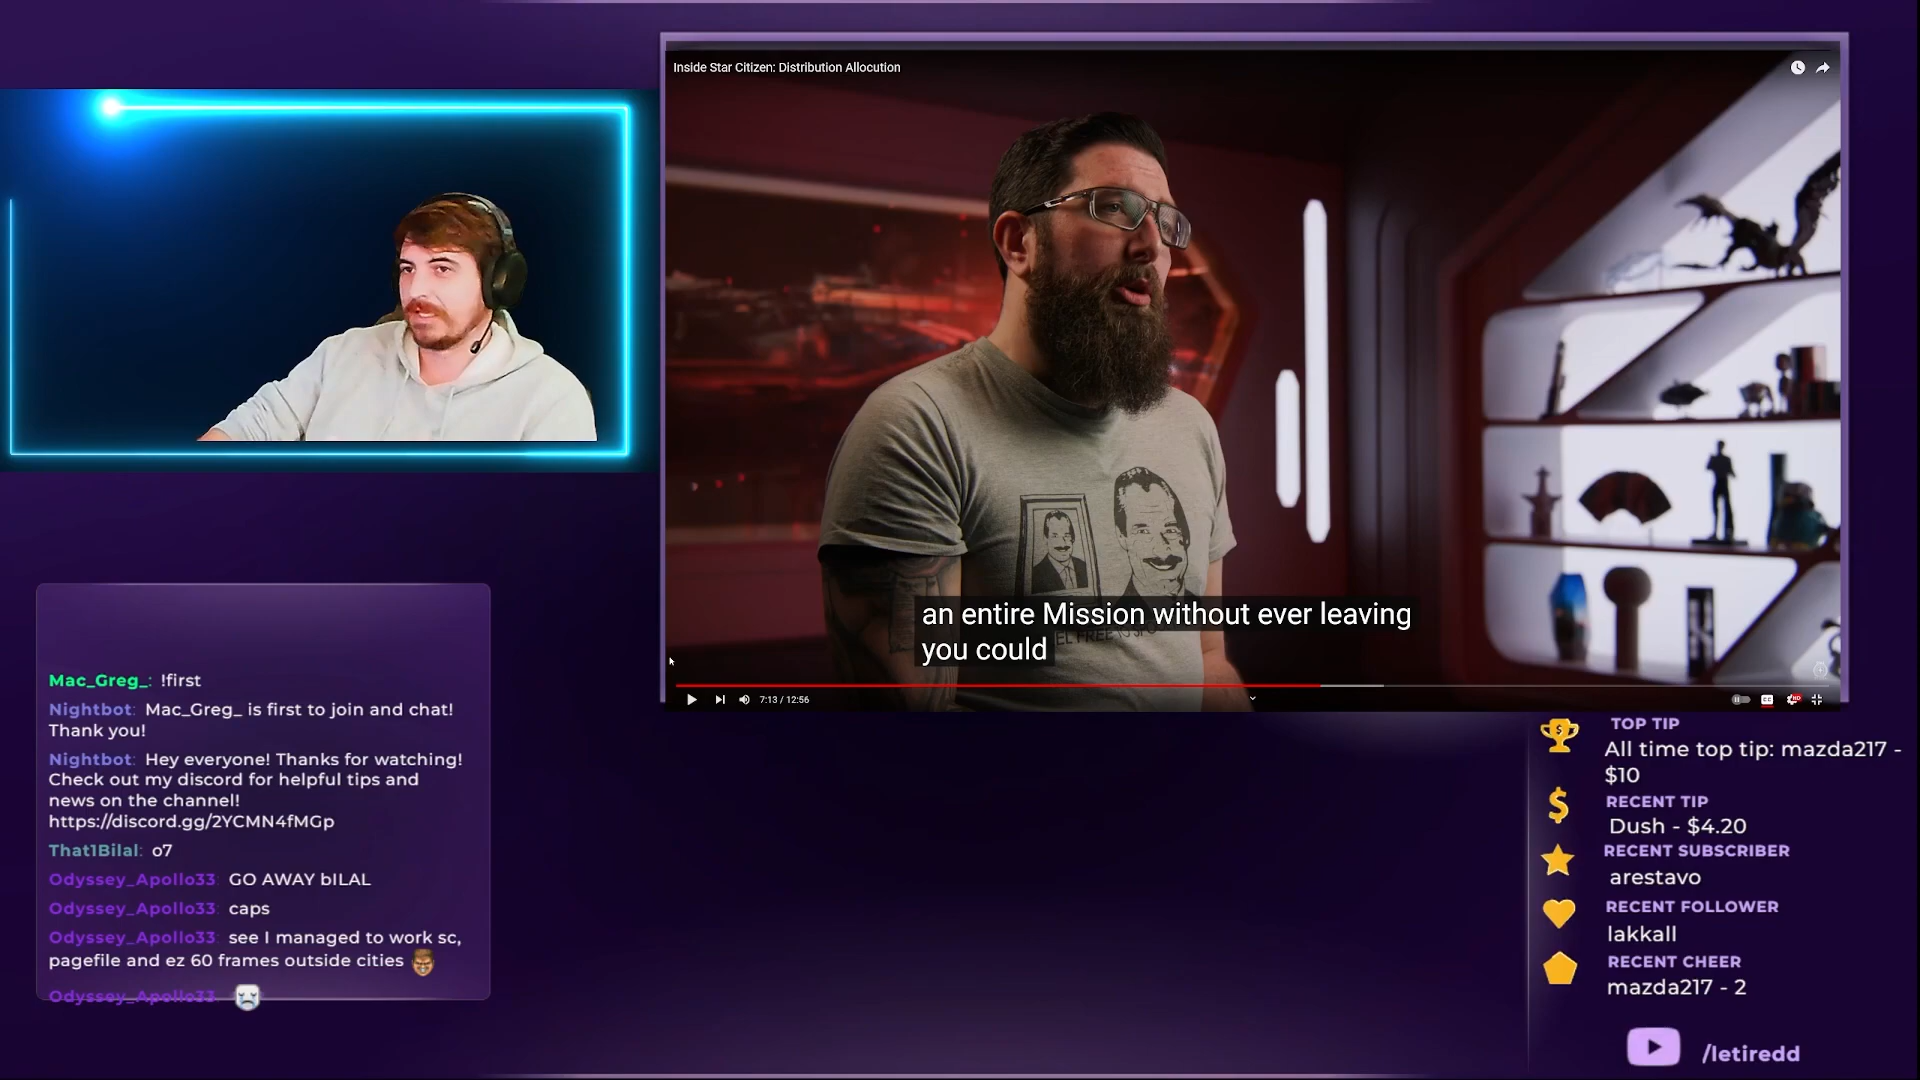 Inside Star Citizen: Distribution Allocution
an entire Mission without ever leaving
you could
7:13 / 12:56
Mac_Greg_: !first
Nightbot: Mac_Greg_ is first to join and chat!
Thank you!
Nightbot: Hey everyone! Thanks for watching!
Check out my discord for helpful tips and
news on the channel!
https://discord.gg/2YCMN4fMGp
That1Bilal: o7
Odyssey_Apollo33: GO AWAY bILAL
Odyssey_Apollo33: caps
Odyssey_Apollo33: see I managed to work sc,
pagefile and ez 60 frames outside cities
Odyssey_Apollo33:
TOP TIP
All time top tip: mazda217 -
$10
RECENT TIP
Dush - $4.20
RECENT SUBSCRIBER
arestavo
RECENT FOLLOWER
lakkall
RECENT CHEER
mazda217 - 2
/letiredd